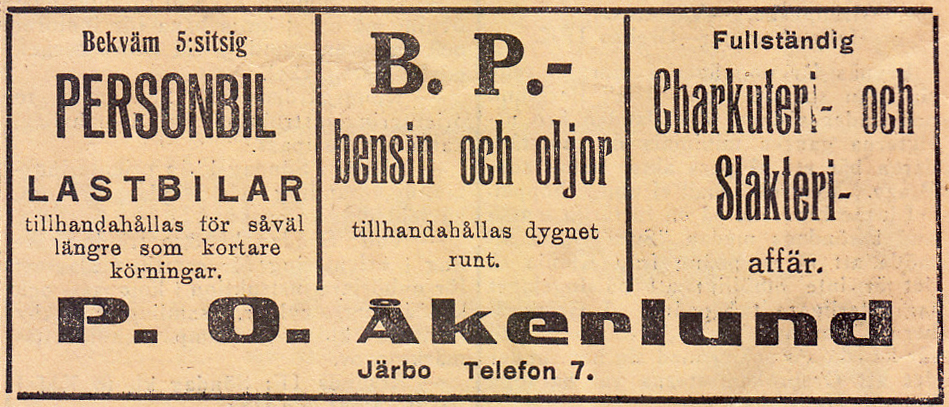 Bekväm 5:sitsig
PERSONBIL
LASTBILAR
tillhandahållas för såväl
längre som kortare
körningar.
B. P.-
bensin och oljor
tillhandahållas dygnet
runt.
Fullständig
Charkuteri- och
Slakteri-
affär.
P. O. Åkerlund
Järbo Telefon 7.